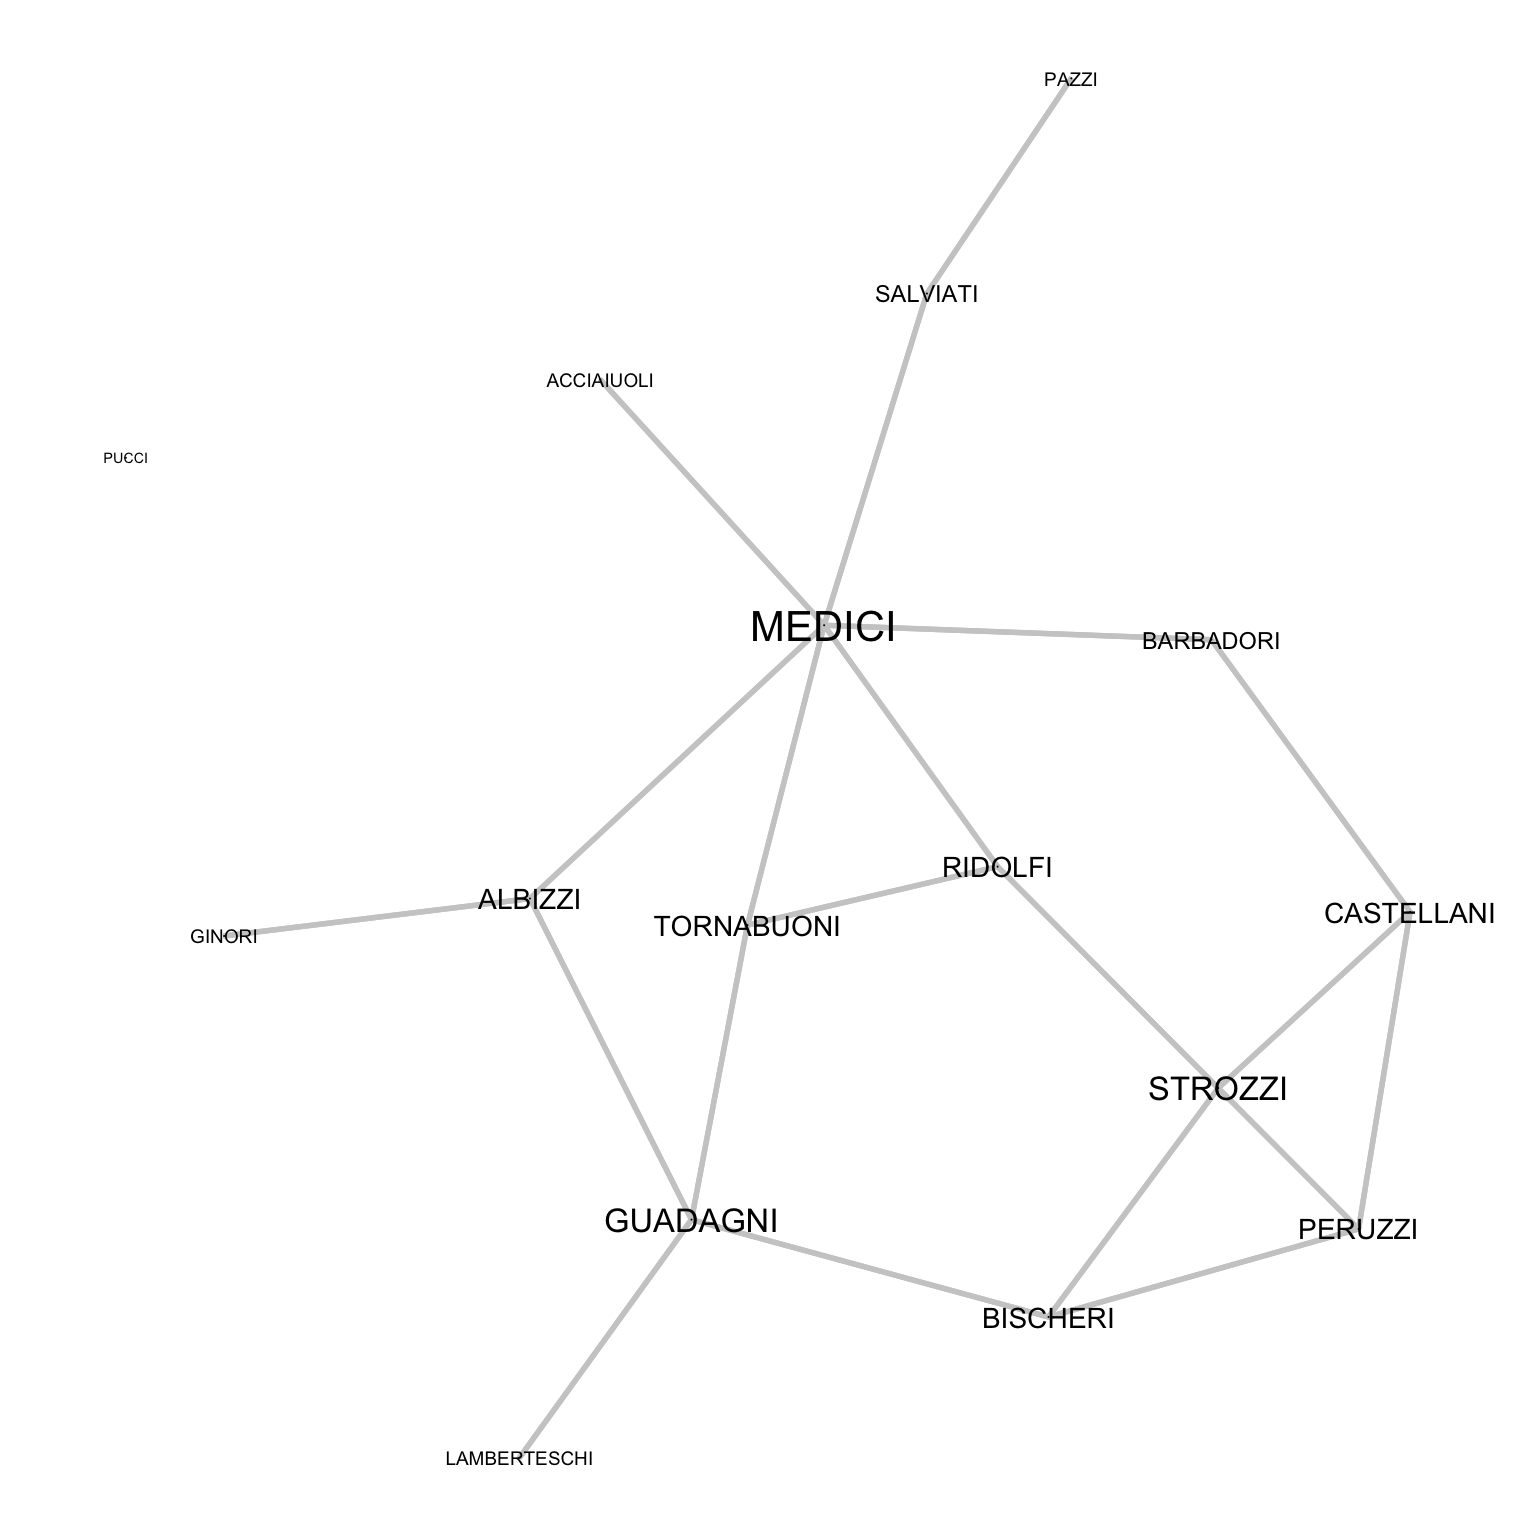 PAZZI
SALVIATI
ACCIAIUOLI
PUCCI
MEDICI
BARBADORI
RIDOLFI
ALBIZZI
CASTELLANI
TORNABUONI
GINORI
STROZZI
GUADAGNI
PERUZZI
BISCHERI
LAMBERTESCHI